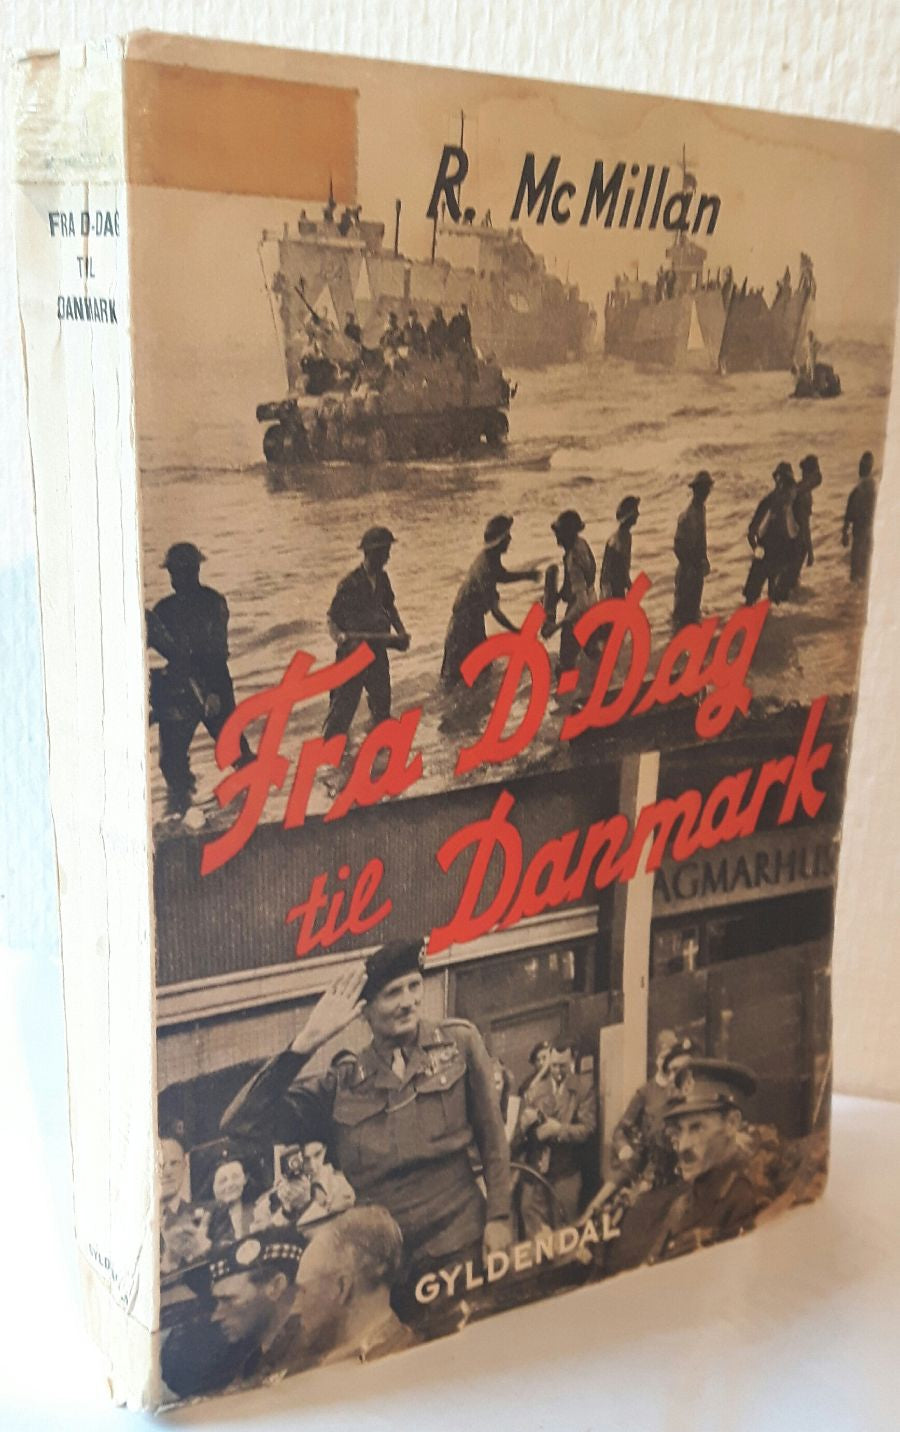 FRA D-DAG
TIL
DANMARK
R. McMillan
Fra D-Dag
til Danmark
AGMARHUS
GYLDENDAL